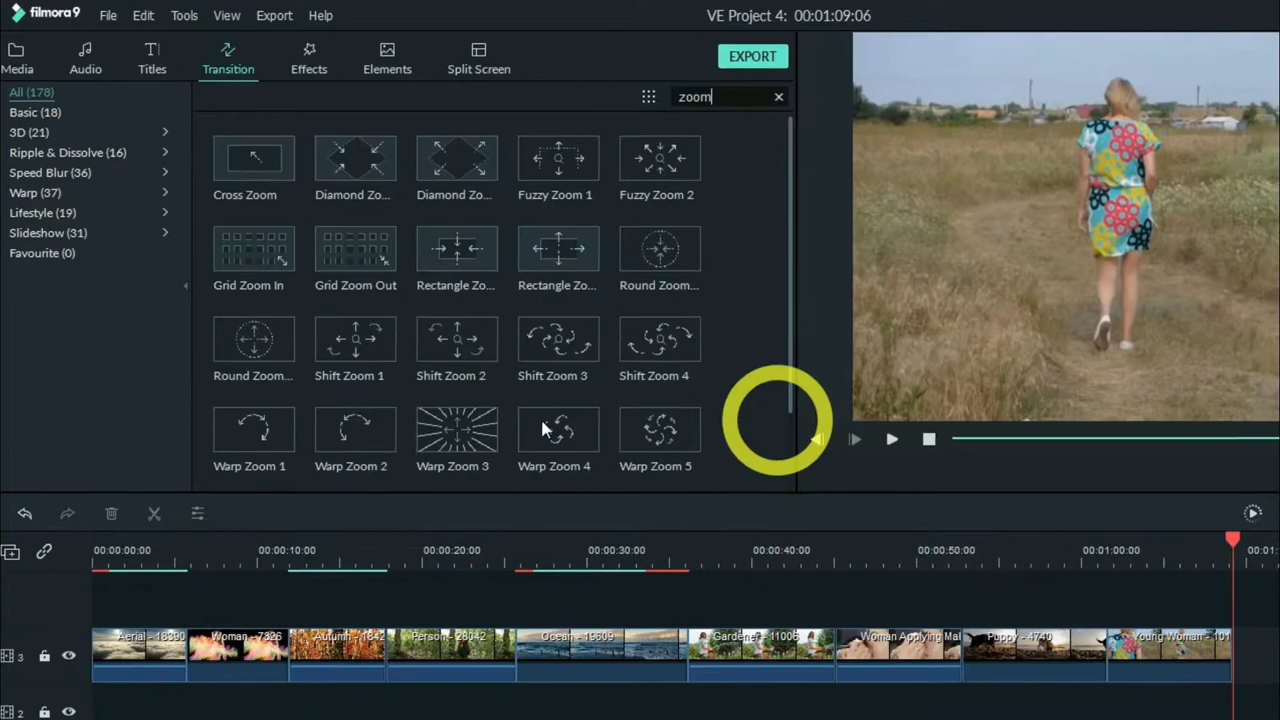 filmora9 File Edit Tools View Export Help VE Project 4: 00:01:09:06
Media Audio Titles Transition Effects Elements Split Screen EXPORT
All (178)
Basic (18)
3D (21)
Ripple & Dissolve (16)
Speed Blur (36)
Warp (37)
Lifestyle (19)
Slideshow (31)
Favourite (0)
zoom
Cross Zoom Diamond Zo... Diamond Zo... Fuzzy Zoom 1 Fuzzy Zoom 2
Grid Zoom In Grid Zoom Out Rectangle Zo... Rectangle Zo... Round Zoom...
Round Zoom... Shift Zoom 1 Shift Zoom 2 Shift Zoom 3 Shift Zoom 4
Warp Zoom 1 Warp Zoom 2 Warp Zoom 3 Warp Zoom 4 Warp Zoom 5
00:00:00:00 00:00:10:00 00:00:20:00 00:00:30:00 00:00:40:00 00:00:50:00 00:01:00:00 00:01:
3 Aerial - 18390 Woman - 7826 Autumn - 1842 Person - 28042 Ocean - 19609 Gardener - 11006 Woman Applying Mal Puppy - 4740 Young Woman - 101
2